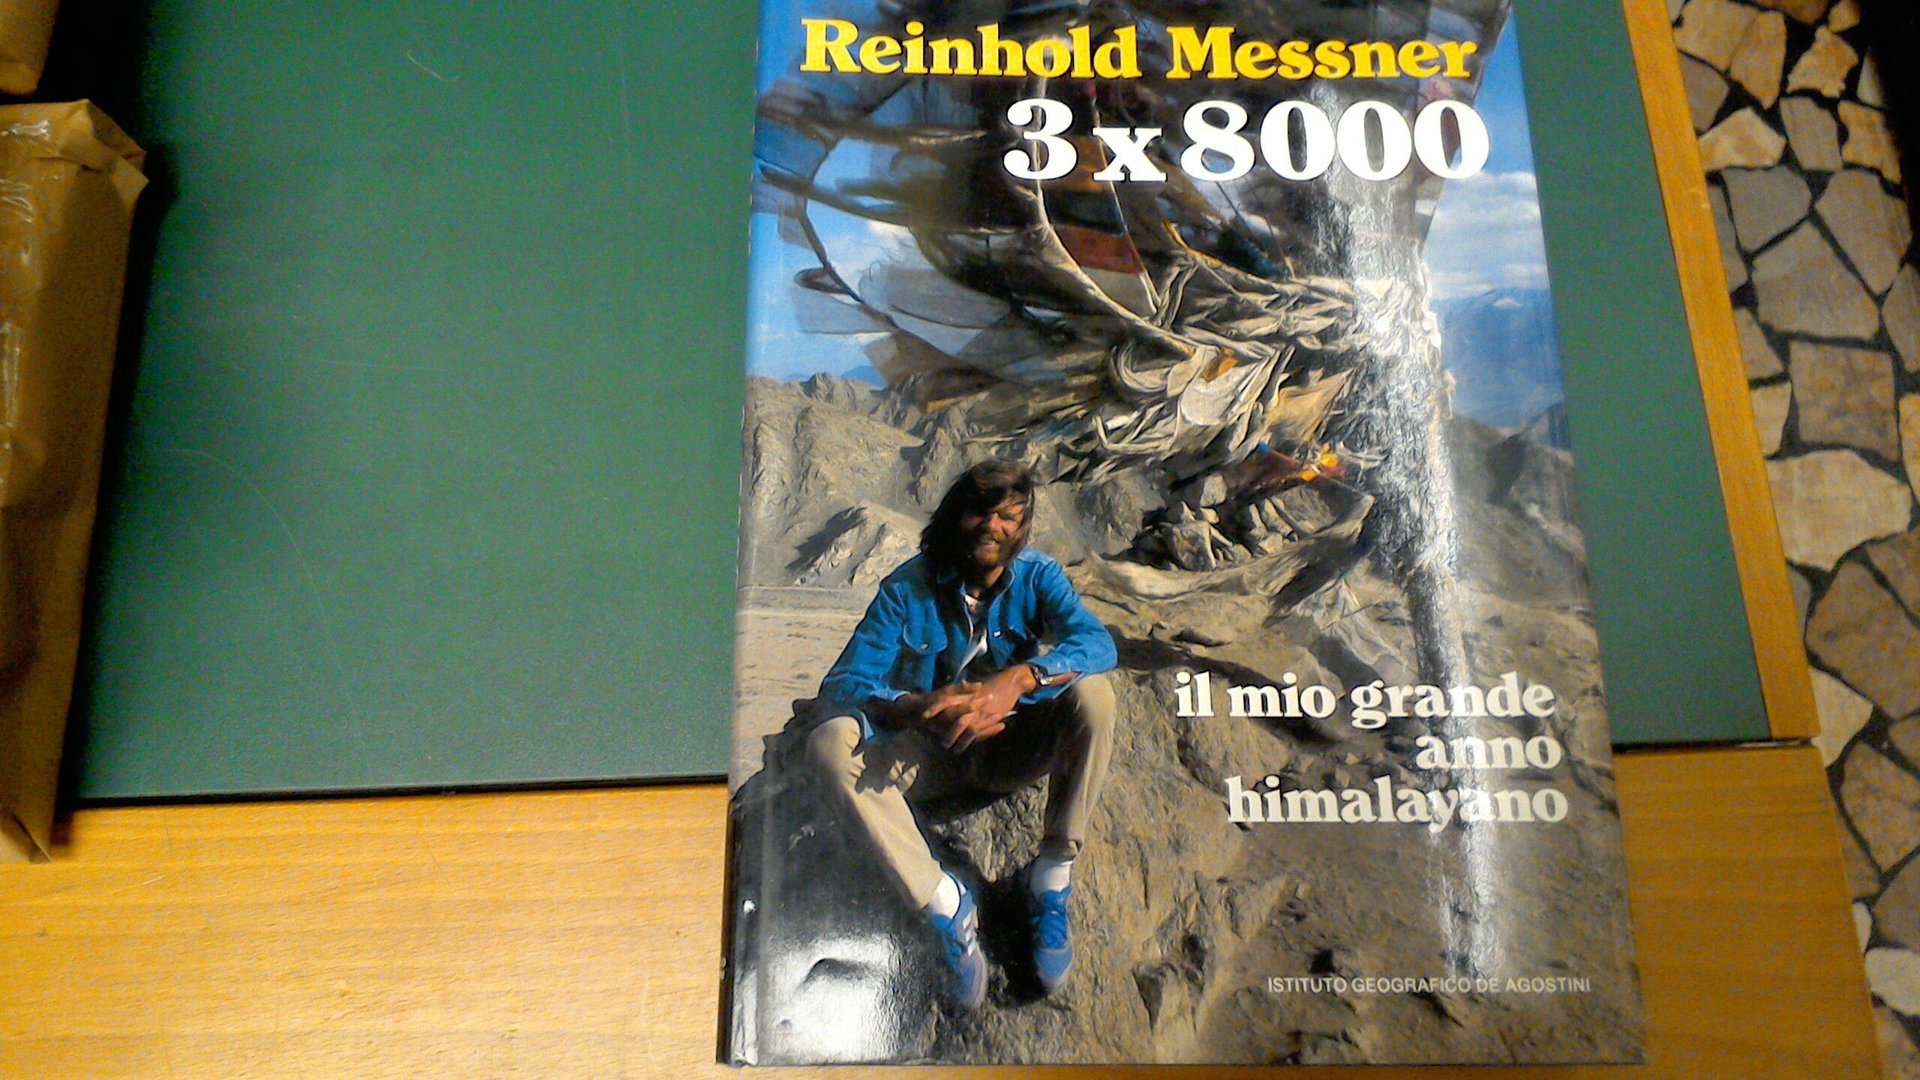 Reinhold Messner
3 x 8000
il mio grande
anno
himalayano
ISTITUTO GEOGRAFICO DE AGOSTINI